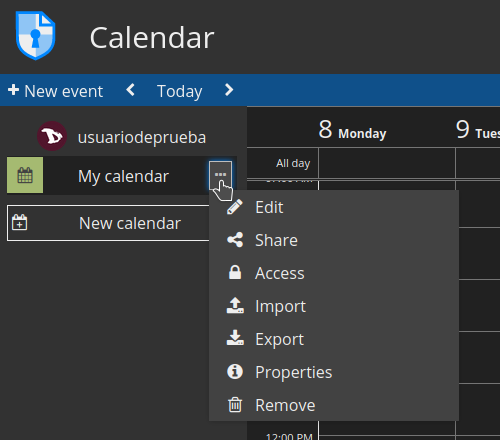 Calendar
New event
Today
usuariodeprueba
My calendar
New calendar
8 Monday
9 Tues
All day
Edit
Share
Access
Import
Export
Properties
Remove
12:00 PM